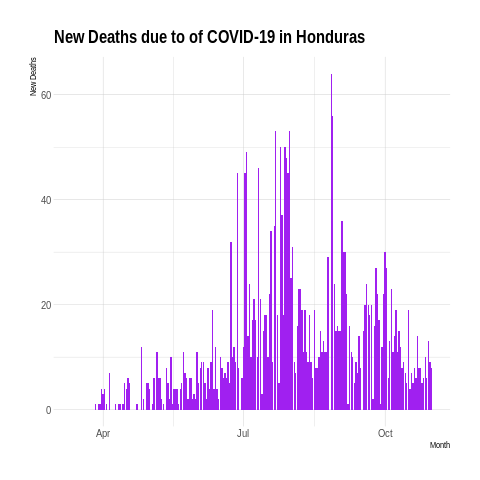 New Deaths due to of COVID-19 in Honduras
New Deaths
60
40
20
0
Apr
Jul
Oct
Month